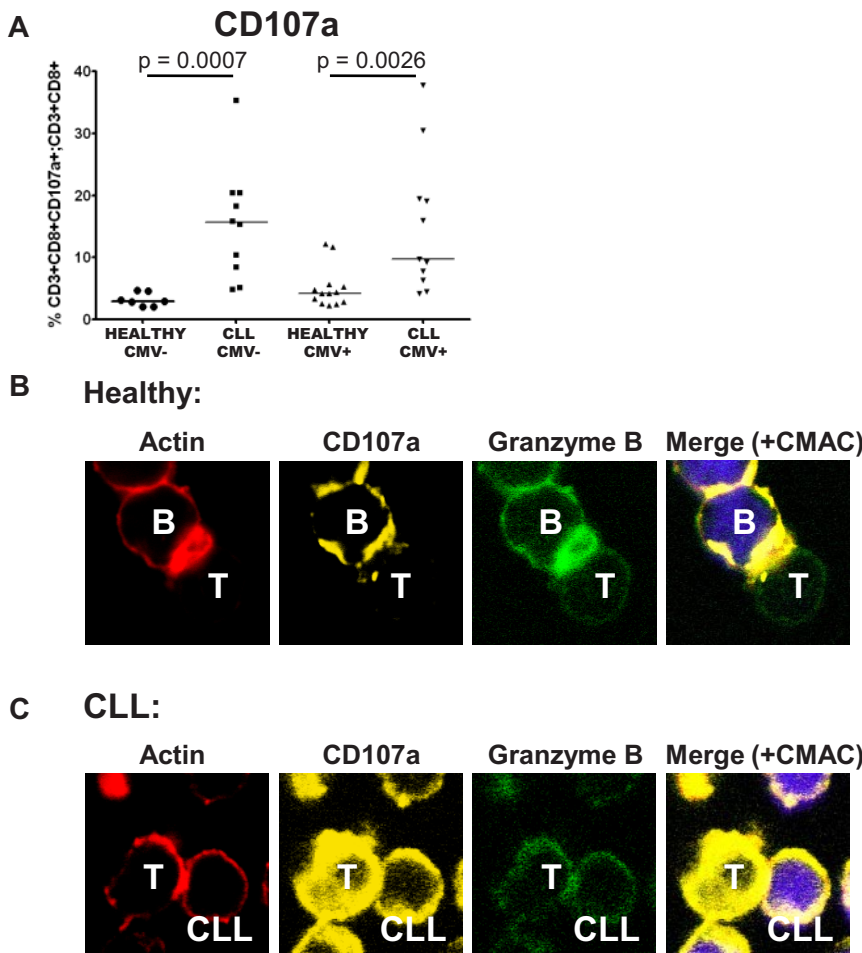 A
CD107a
p = 0.0007 p = 0.0026
% CD3+CD8+CD107a+;CD3+CD8+
40
30
20
10
0
HEALTHY CLL HEALTHY CLL
CMV- CMV- CMV+ CMV+
B Healthy:
Actin CD107a Granzyme B Merge (+CMAC)
B B B B
T T T T
C CLL:
Actin CD107a Granzyme B Merge (+CMAC)
T T T T
CLL CLL CLL CLL